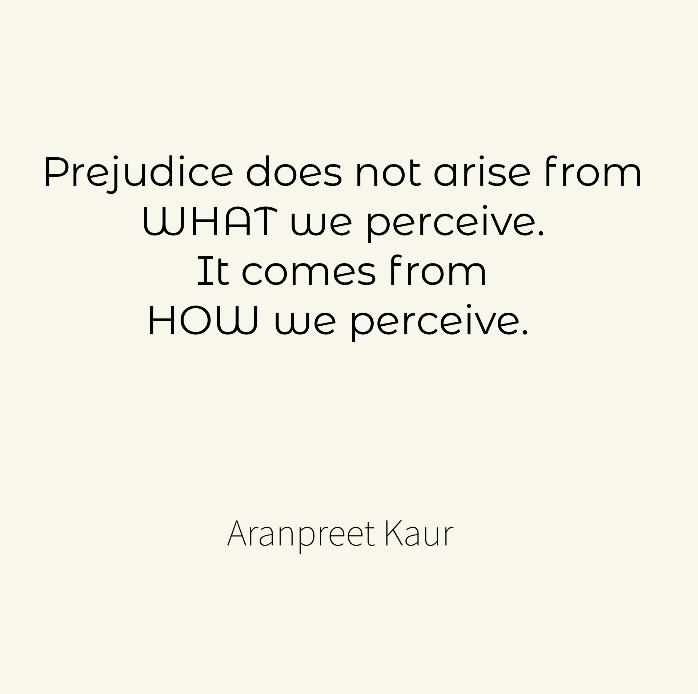 Prejudice does not arise from
WHAT we perceive.
It comes from
HOW we perceive.
Aranpreet Kaur